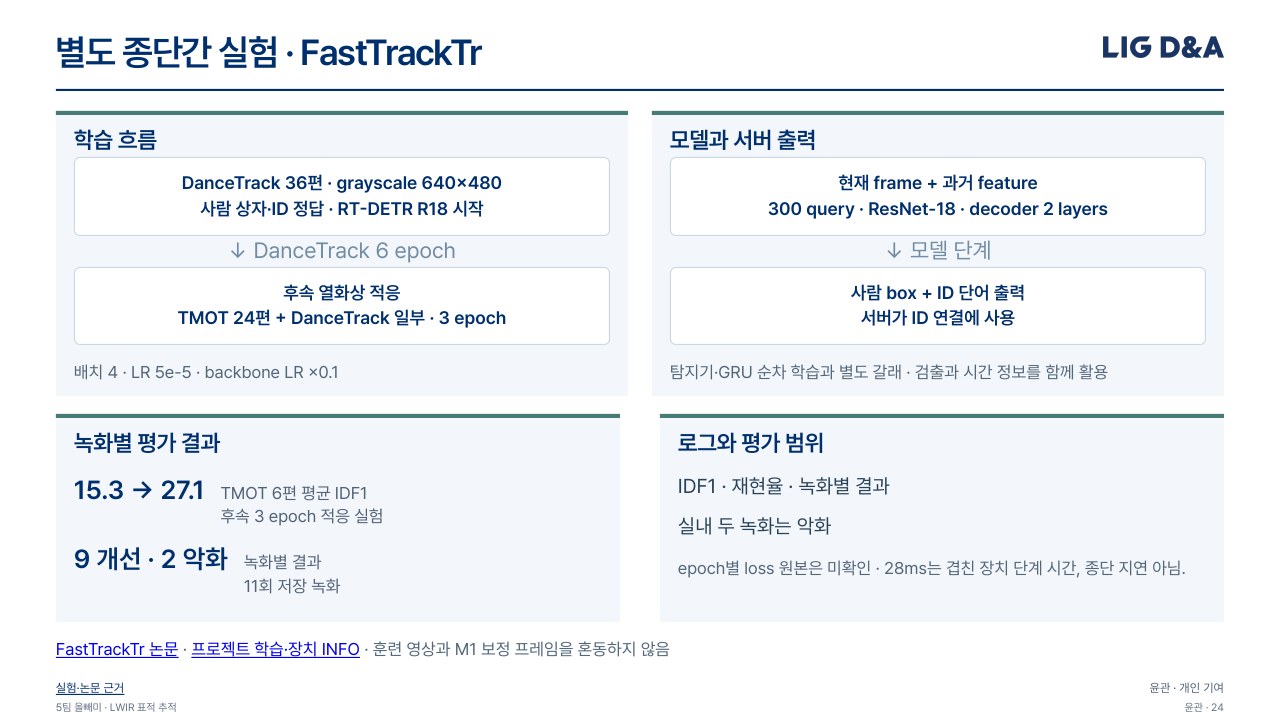 별도 종단간 실험 · FastTrackTr
LIG D&A
학습 흐름
DanceTrack 36편 · grayscale 640×480
사람 상자·ID 정답 · RT-DETR R18 시작
↓ DanceTrack 6 epoch
후속 열화상 적응
TMOT 24편 + DanceTrack 일부 · 3 epoch
배치 4 · LR 5e-5 · backbone LR ×0.1
모델과 서버 출력
현재 frame + 과거 feature
300 query · ResNet-18 · decoder 2 layers
↓ 모델 단계
사람 box + ID 단어 출력
서버가 ID 연결에 사용
탐지기·GRU 순차 학습과 별도 갈래 · 검출과 시간 정보를 함께 활용
녹화별 평가 결과
15.3 → 27.1
TMOT 6편 평균 IDF1
후속 3 epoch 적응 실험
9 개선 · 2 악화
녹화별 결과
11회 저장 녹화
로그와 평가 범위
IDF1 · 재현율 · 녹화별 결과
실내 두 녹화는 악화
epoch별 loss 원본은 미확인 · 28ms는 겹친 장치 단계 시간, 종단 지연 아님.
FastTrackTr 논문 · 프로젝트 학습·장치 INFO · 훈련 영상과 M1 보정 프레임을 혼동하지 않음
실험·논문 근거
5팀 올빼미 · LWIR 표적 추적
윤관 · 개인 기여
윤관 · 24